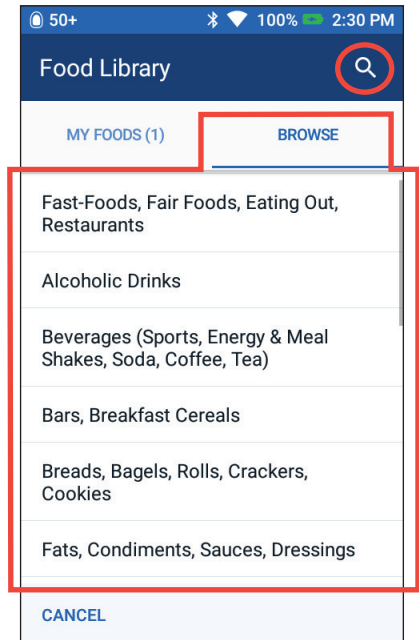 50+ 100% 2:30 PM
Food Library
MY FOODS (1) BROWSE
Fast-Foods, Fair Foods, Eating Out,
Restaurants
Alcoholic Drinks
Beverages (Sports, Energy & Meal
Shakes, Soda, Coffee, Tea)
Bars, Breakfast Cereals
Breads, Bagels, Rolls, Crackers,
Cookies
Fats, Condiments, Sauces, Dressings
CANCEL